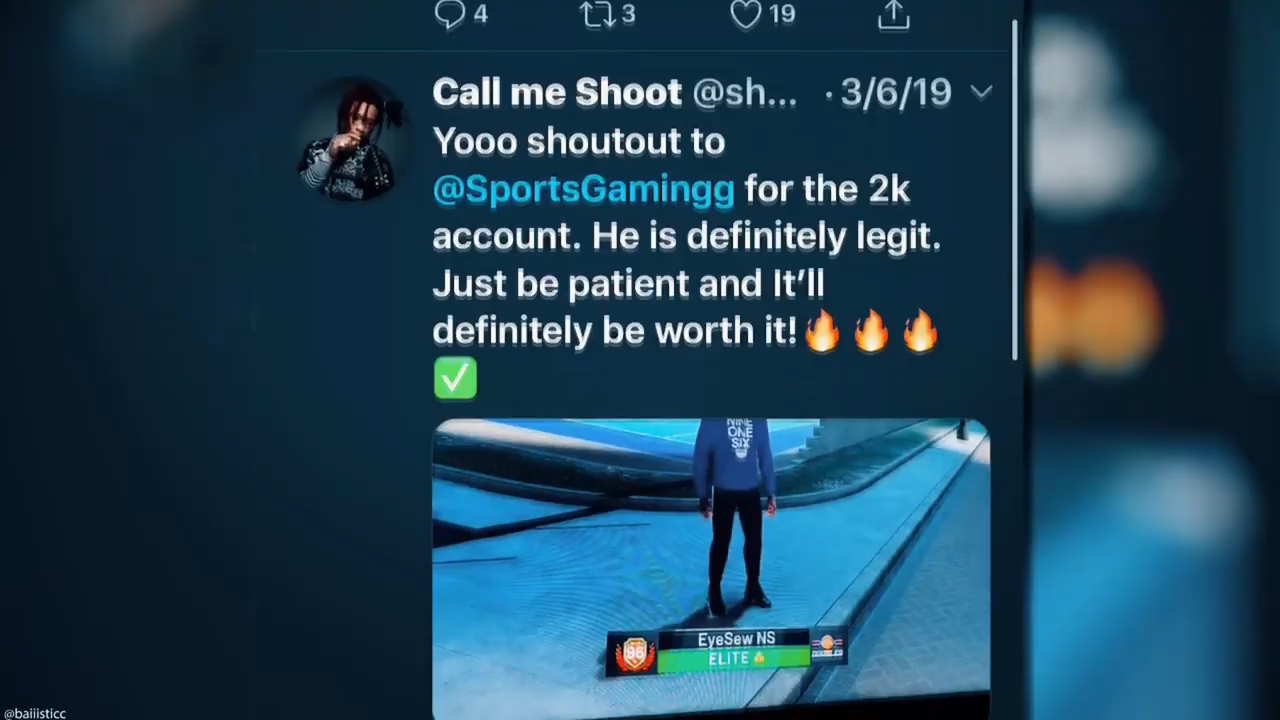 4 3 19
Call me Shoot @sh... · 3/6/19
Yooo shoutout to
@SportsGamingg for the 2k
account. He is definitely legit.
Just be patient and It'll
definitely be worth it!🔥🔥🔥
✅
NINE
ONE
SIX
96 EyeSew NS
ELITE
@baiiisticc